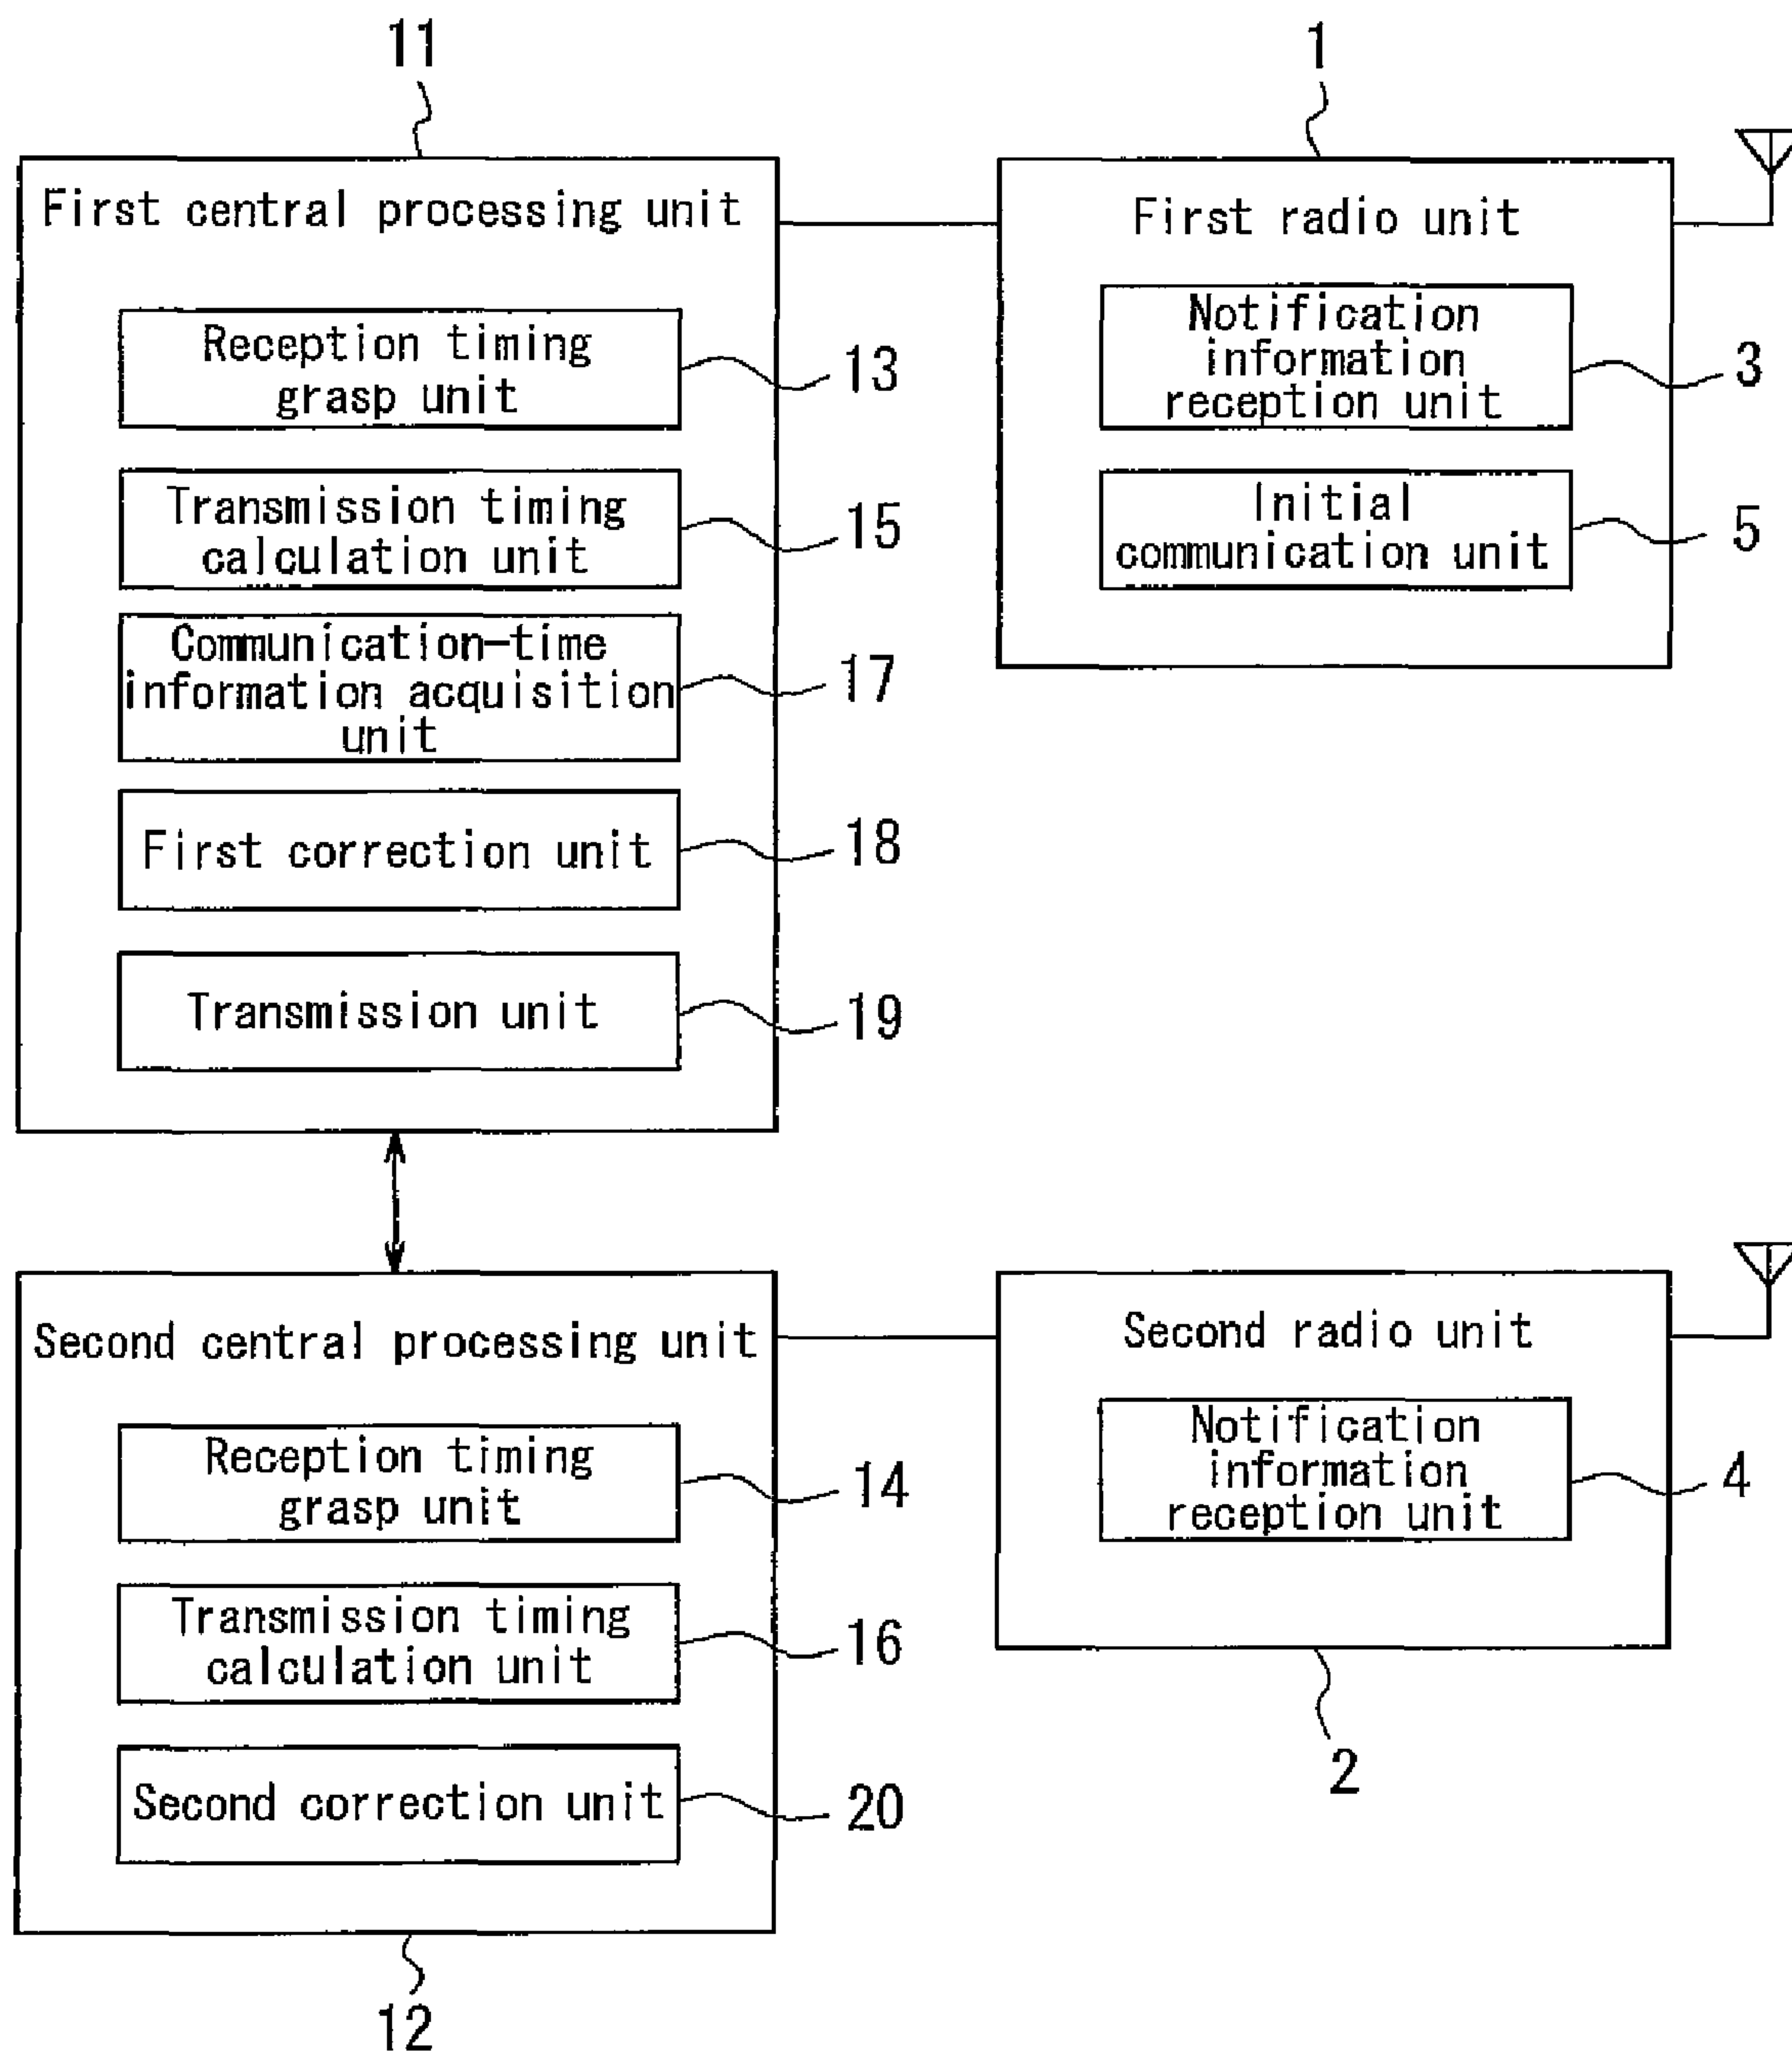 11
1
First central processing unit
First radio unit
Reception timing
grasp unit
13
Notification
information
reception unit
3
Transmission timing
calculation unit
15
Initial
communication unit
5
Communication-time
information acquisition
unit
17
First correction unit
18
Transmission unit
19
Second central processing unit
Second radio unit
Reception timing
grasp unit
14
Notification
information
reception unit
4
Transmission timing
calculation unit
16
2
Second correction unit
20
12